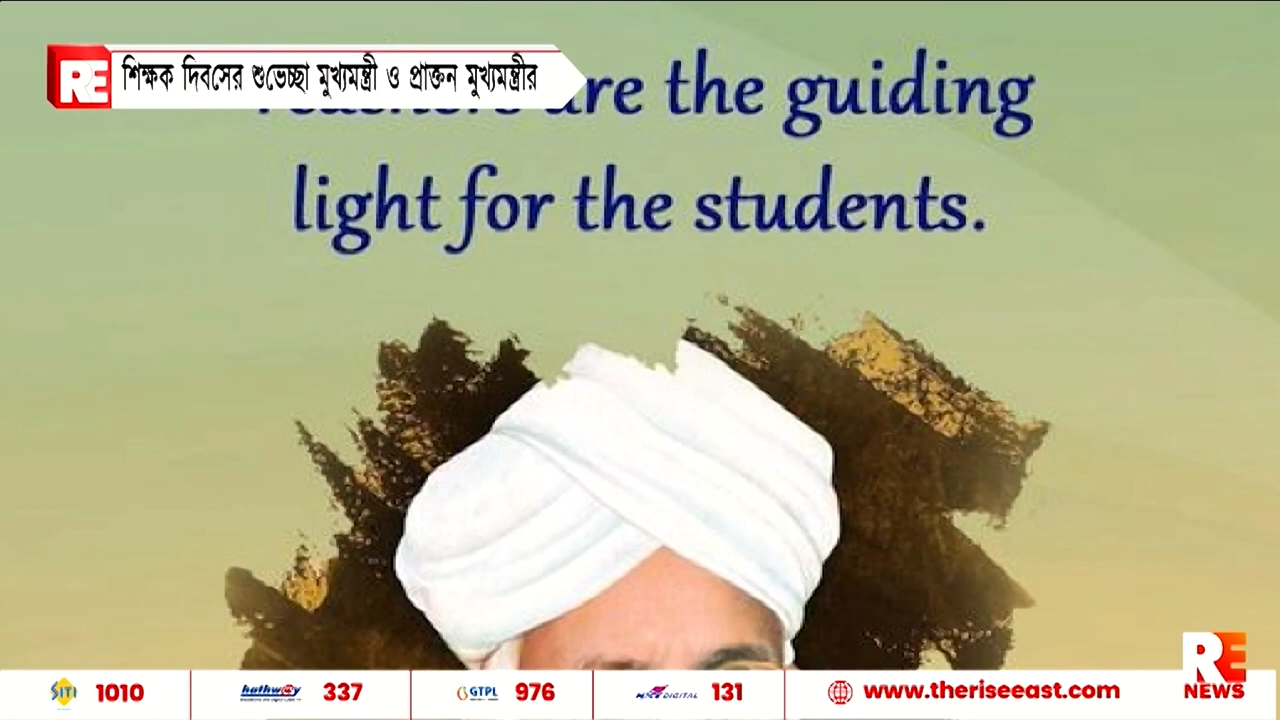 RE শিক্ষক দিবসের শুভেচ্ছা মুখ্যমন্ত্রী ও প্রাক্তন মুখ্যমন্ত্রীর
are the guiding
light for the students.
RE
NEWS
SITI 1010 hathway 337 GTPL 976 NXT DIGITAL 131 www.theriseeast.com